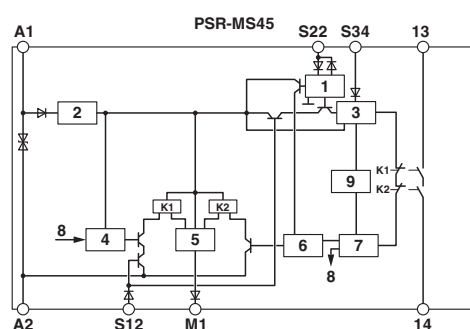 PSR-MS45
A1 S22 S34 13
1
2
3
K1
K2
9
K1 K2
8
4 5 6 7
8
A2 S12 M1 14